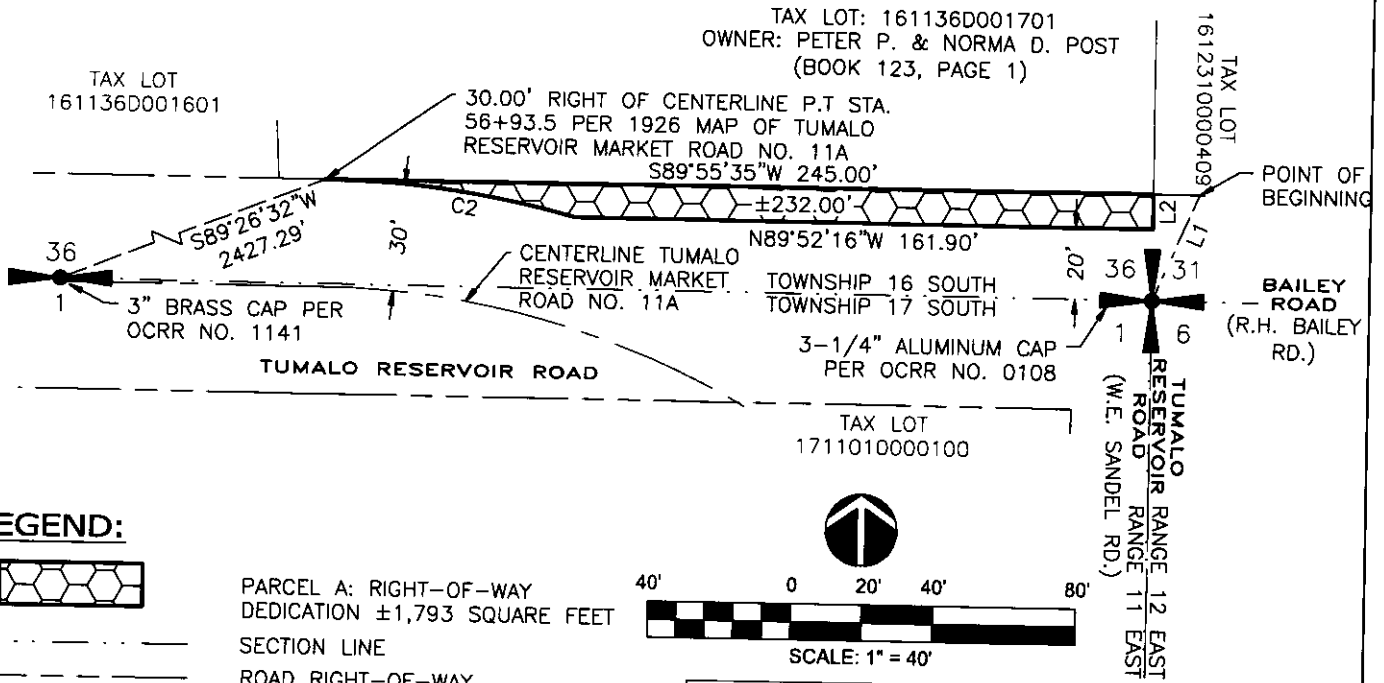 TAX LOT: 161136D001701
OWNER: PETER P. & NORMA D. POST
(BOOK 123, PAGE 1)
TAX LOT
161136D001601
TAX LOT
1612310000409
30.00' RIGHT OF CENTERLINE P.T STA.
56+93.5 PER 1926 MAP OF TUMALO
RESERVOIR MARKET ROAD NO. 11A
S89°55'35"W 245.00'
POINT OF
BEGINNING
±232.00'
C2
L2
L1
S89°26'32"W
2427.29'
30'
N89°52'16"W 161.90'
20'
36
1
3" BRASS CAP PER
OCRR NO. 1141
CENTERLINE TUMALO
RESERVOIR MARKET
ROAD NO. 11A
TOWNSHIP 16 SOUTH
TOWNSHIP 17 SOUTH
36 31
1 6
BAILEY
ROAD
(R.H. BAILEY
RD.)
3-1/4" ALUMINUM CAP
PER OCRR NO. 0108
TUMALO RESERVOIR ROAD
TAX LOT
1711010000100
TUMALO
RESERVOIR
ROAD
(W.E. SANDEL RD.)
RANGE 12 EAST
RANGE 11 EAST
EGEND:
PARCEL A: RIGHT-OF-WAY
DEDICATION ±1,793 SQUARE FEET
SECTION LINE
ROAD RIGHT-OF-WAY
40' 0 20' 40' 80'
SCALE: 1" = 40'